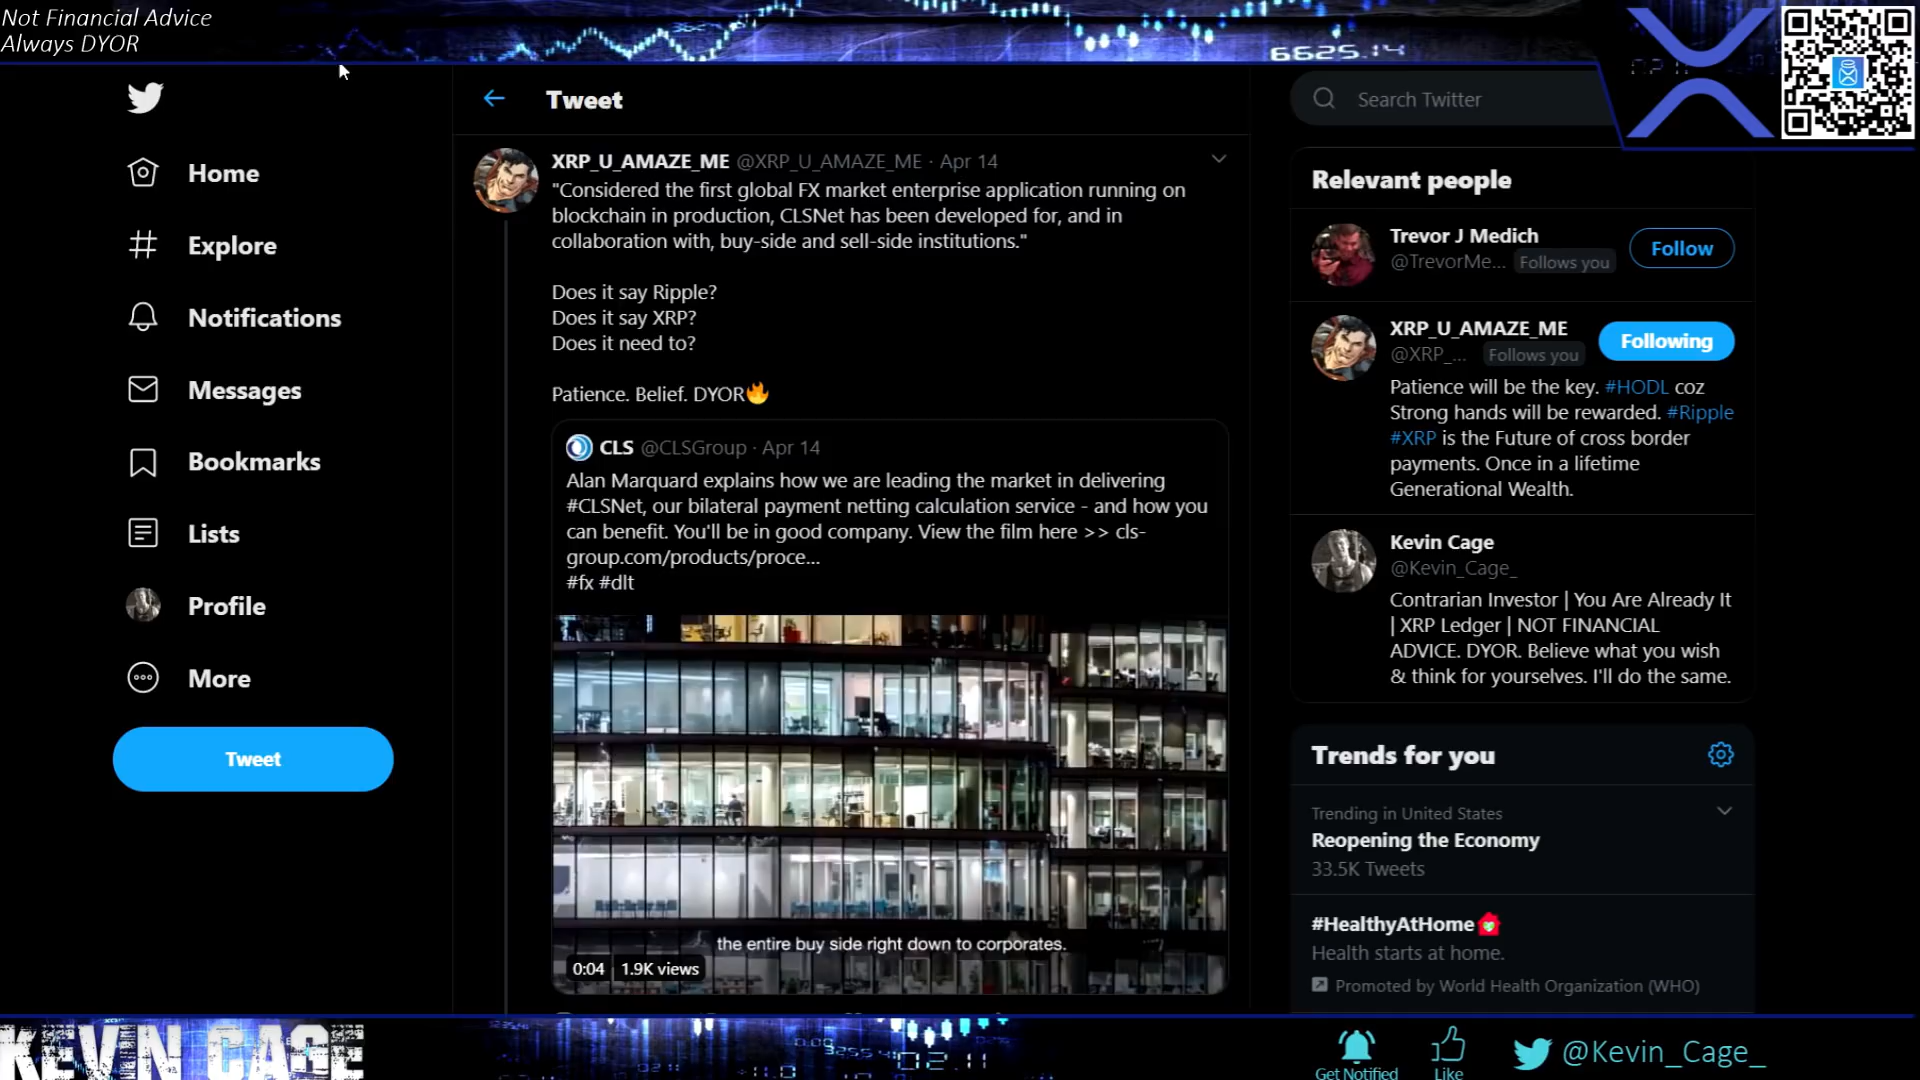 Not Financial Advice
Always DYOR
6625.14
Home
Explore
Notifications
Messages
Bookmarks
Lists
Profile
More
Tweet
Tweet
XRP_U_AMAZE_ME @XRP_U_AMAZE_ME · Apr 14
"Considered the first global FX market enterprise application running on
blockchain in production, CLSNet has been developed for, and in
collaboration with, buy-side and sell-side institutions."
Does it say Ripple?
Does it say XRP?
Does it need to?
Patience. Belief. DYOR🔥
CLS @CLSGroup · Apr 14
Alan Marquard explains how we are leading the market in delivering
#CLSNet, our bilateral payment netting calculation service - and how you
can benefit. You'll be in good company. View the film here >> cls-
group.com/products/proce...
#fx #dlt
the entire buy side right down to corporates.
0:04 1.9K views
Search Twitter
Relevant people
Trevor J Medich
@TrevorMe... Follows you
Follow
XRP_U_AMAZE_ME
@XRP_... Follows you
Following
Patience will be the key. #HODL coz
Strong hands will be rewarded. #Ripple
#XRP is the Future of cross border
payments. Once in a lifetime
Generational Wealth.
Kevin Cage
@Kevin_Cage_
Contrarian Investor | You Are Already It
| XRP Ledger | NOT FINANCIAL
ADVICE. DYOR. Believe what you wish
& think for yourselves. I'll do the same.
Trends for you
Trending in United States
Reopening the Economy
33.5K Tweets
#HealthyAtHome
Health starts at home.
Promoted by World Health Organization (WHO)
KEVIN CAGE
02.11
Get Notified
Like
@Kevin_Cage_